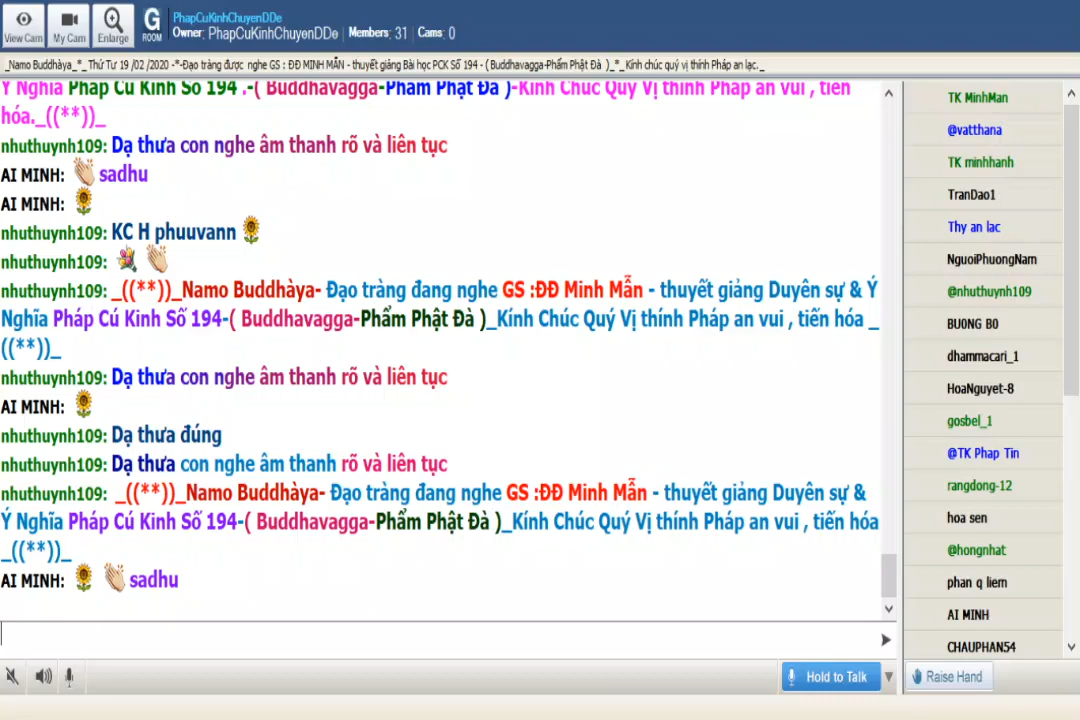 PhapCuKinhChuyenDDe
Owner: PhapCuKinhChuyenDDe Members: 31 Cams: 0
View Cam My Cam Enlarge G ROOM
_Namo Buddhàya_*_ Thứ Tư 19 /02 /2020 -*-Đạo tràng được nghe GS : ĐĐ MINH MẪN - thuyết giảng Bài học PCK Số 194 - ( Buddhavagga-Phẩm Phật Đà )_*_Kính chúc quý vị thính Pháp an lạc._
Ý Nghĩa Pháp Cú Kinh Số 194 .-( Buddhavagga-Phẩm Phật Đà )-Kính Chúc Quý Vị thính Pháp an vui , tiến
hóa._((**))_
nhuthuynh109: Dạ thưa con nghe âm thanh rõ và liên tục
AI MINH: sadhu
AI MINH:
nhuthuynh109: KC H phuuvann
nhuthuynh109:
nhuthuynh109: _((**))_Namo Buddhàya- Đạo tràng đang nghe GS :ĐĐ Minh Mẫn - thuyết giảng Duyên sự & Ý
Nghĩa Pháp Cú Kinh Số 194-( Buddhavagga-Phẩm Phật Đà )_Kính Chúc Quý Vị thính Pháp an vui , tiến hóa _
((**))_
nhuthuynh109: Dạ thưa con nghe âm thanh rõ và liên tục
AI MINH:
nhuthuynh109: Dạ thưa đúng
nhuthuynh109: Dạ thưa con nghe âm thanh rõ và liên tục
nhuthuynh109: _((**))_Namo Buddhàya- Đạo tràng đang nghe GS :ĐĐ Minh Mẫn - thuyết giảng Duyên sự &
Ý Nghĩa Pháp Cú Kinh Số 194-( Buddhavagga-Phẩm Phật Đà )_Kính Chúc Quý Vị thính Pháp an vui , tiến hóa
_((**))_
AI MINH: sadhu
TK MinhMan
@vatthana
TK minhhanh
TranDao1
Thy an lac
NguoiPhuongNam
@nhuthuynh109
BU0NG B0
dhammacari_1
HoaNguyet-8
gosbel_1
@TK Phap Tin
rangdong-12
hoa sen
@hongnhat
phan q liem
AI MINH
CHAUPHAN54
Hold to Talk
Raise Hand